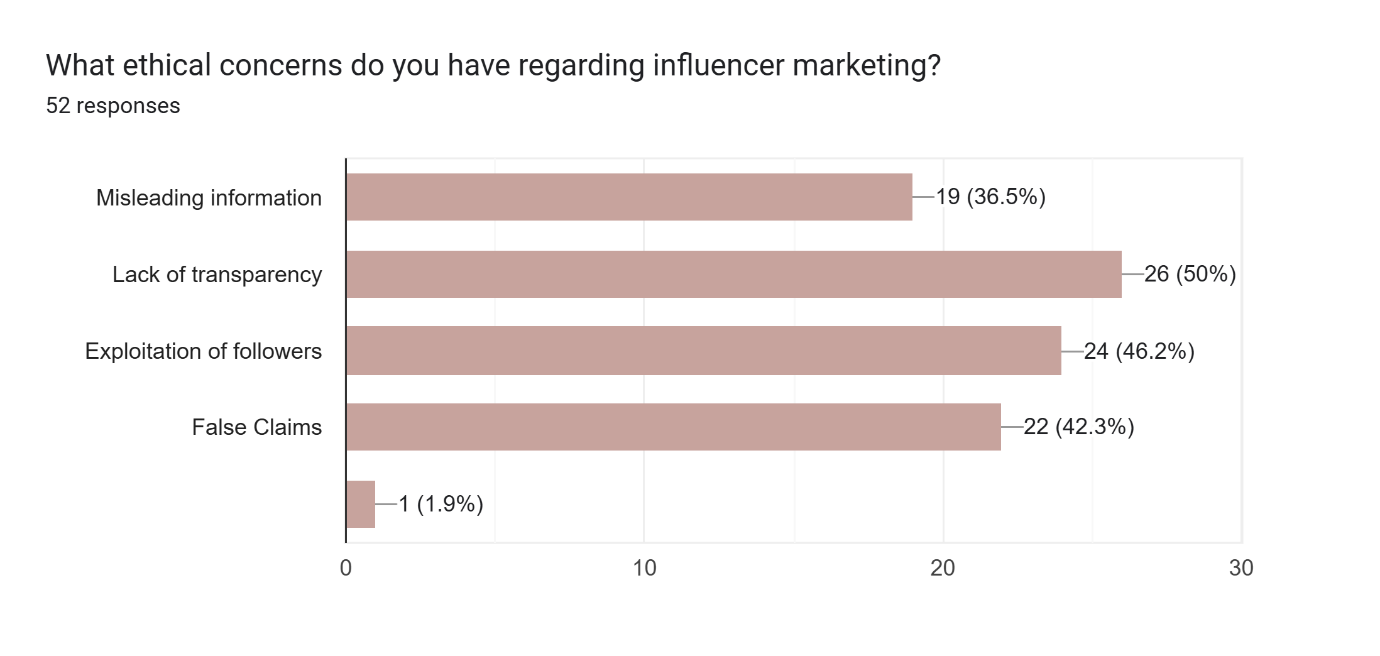 What ethical concerns do you have regarding influencer marketing?
52 responses
Misleading information 19 (36.5%)
Lack of transparency 26 (50%)
Exploitation of followers 24 (46.2%)
False Claims 22 (42.3%)
1 (1.9%)
0 10 20 30